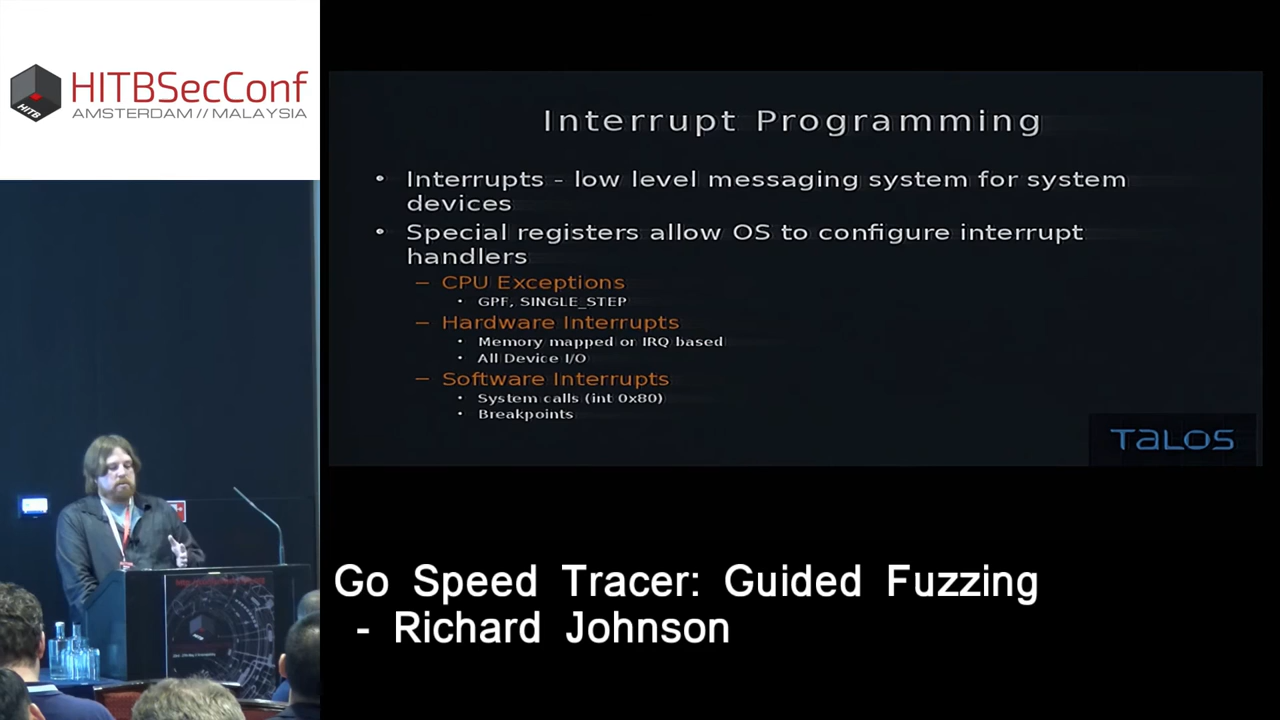 HITBSecConf
AMSTERDAM // MALAYSIA
HITB
Interrupt Programming
• Interrupts - low level messaging system for system
devices
• Special registers allow OS to configure interrupt
handlers
– CPU Exceptions
• GPF, SINGLE_STEP
– Hardware Interrupts
• Memory mapped or IRQ based
• All Device I/O
– Software Interrupts
• System calls (int 0x80)
• Breakpoints
TALOS
Go Speed Tracer: Guided Fuzzing
- Richard Johnson